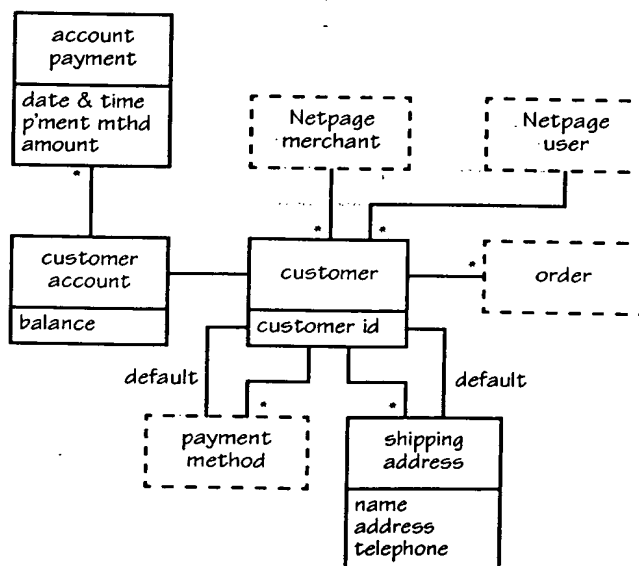 account
payment
date & time
p'ment mthd
amount
*
Netpage
merchant
*
Netpage
user
*
customer
account
balance
customer
customer id
*
order
default
*
payment
method
default
*
shipping
address
name
address
telephone